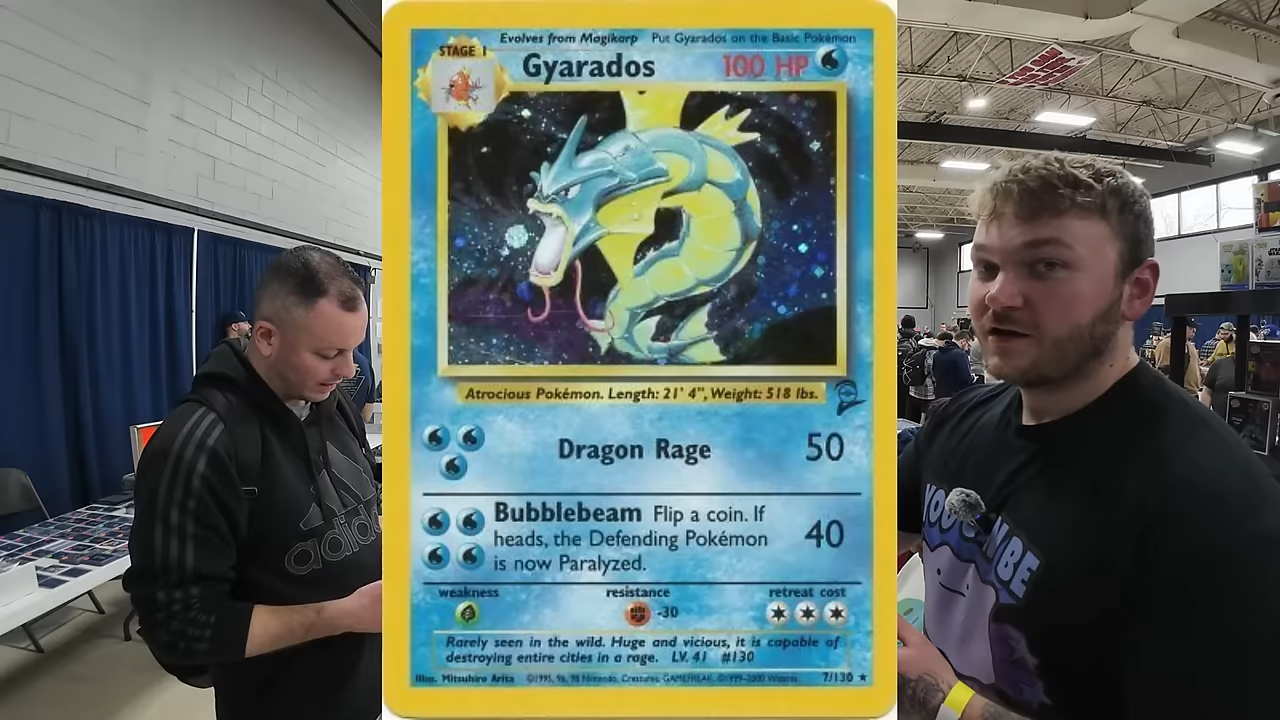 Evolves from Magikarp Put Gyarados on the Basic Pokémon
STAGE 1
Gyarados 100 HP
Atrocious Pokémon. Length: 21' 4", Weight: 518 lbs.
Dragon Rage 50
Bubblebeam Flip a coin. If
heads, the Defending Pokémon
is now Paralyzed.
40
weakness resistance retreat cost
-30
Rarely seen in the wild. Huge and vicious, it is capable of
destroying entire cities in a rage. LV. 41 #130
Illus. Mitsuhiro Arita ©1995, 96, 98 Nintendo, Creatures, GAMEFREAK. ©1999-2000 Wizards.
7/130 ★
adidas